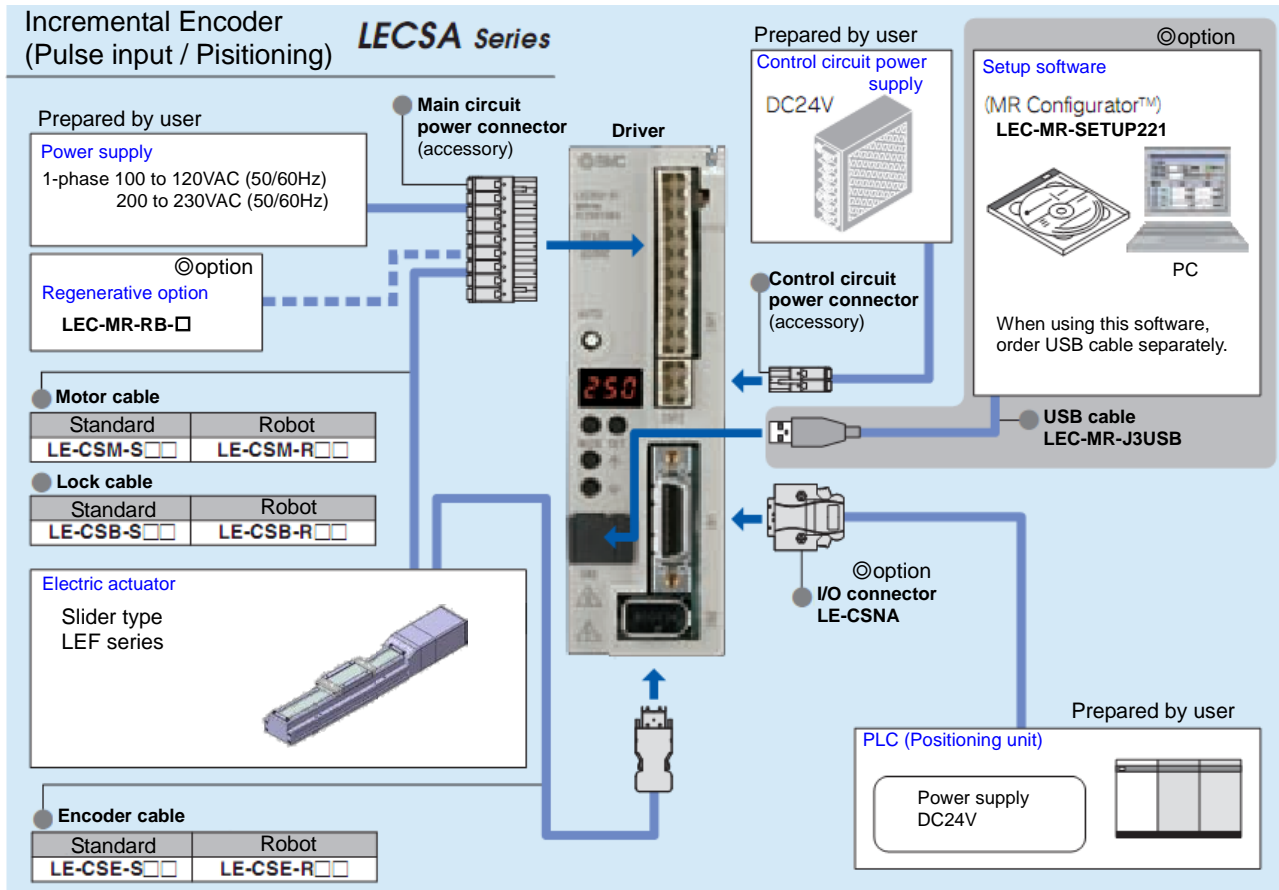 Incremental Encoder
(Pulse input / Pisitioning)
LECSA Series
Prepared by user
Power supply
1-phase 100 to 120VAC (50/60Hz)
200 to 230VAC (50/60Hz)
◎option
Regenerative option
LEC-MR-RB-□
Main circuit
power connector
(accessory)
Driver
Prepared by user
Control circuit power
supply
DC24V
Control circuit
power connector
(accessory)
◎option
Setup software
(MR Configurator™)
LEC-MR-SETUP221
PC
When using this software,
order USB cable separately.
USB cable
LEC-MR-J3USB
Motor cable
Standard Robot
LE-CSM-S□□ LE-CSM-R□□
Lock cable
Standard Robot
LE-CSB-S□□ LE-CSB-R□□
Electric actuator
Slider type
LEF series
Encoder cable
Standard Robot
LE-CSE-S□□ LE-CSE-R□□
SMC
AUTO
250
MODE SET
◎option
I/O connector
LE-CSNA
Prepared by user
PLC (Positioning unit)
Power supply
DC24V